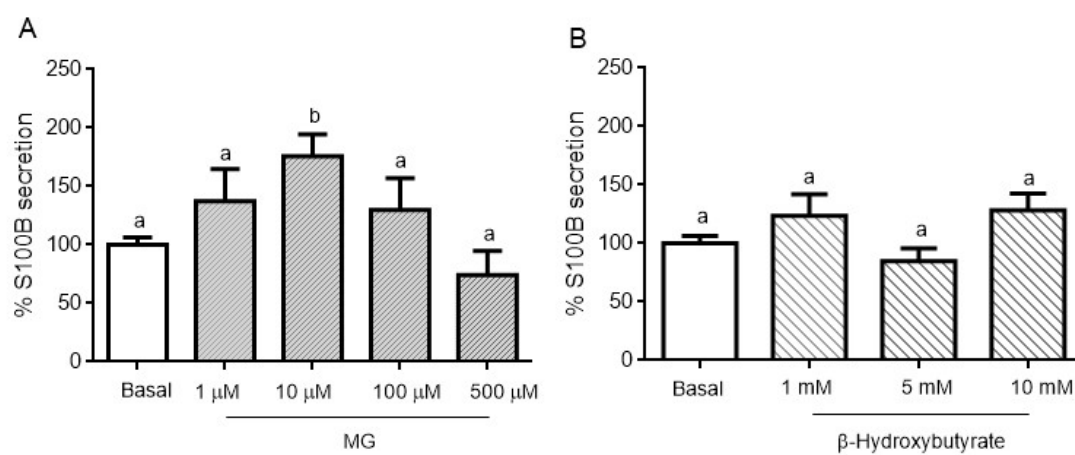 A
% S100B secretion
250
200
150
100
50
0
a
a
b
a
a
Basal
1 μM
10 μM
100 μM
500 μM
MG
B
% S100B secretion
250
200
150
100
50
0
a
a
a
a
Basal
1 mM
5 mM
10 mM
β-Hydroxybutyrate